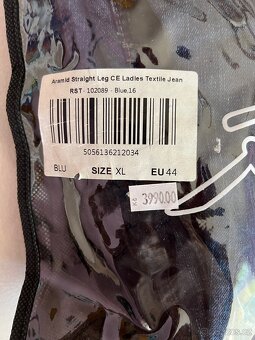 Aramid Straight Leg CE Ladies Textile Jean
RST - 102089 - Blue,16
5056136212034
BLU SIZE XL EU 44
Kč 3990.00